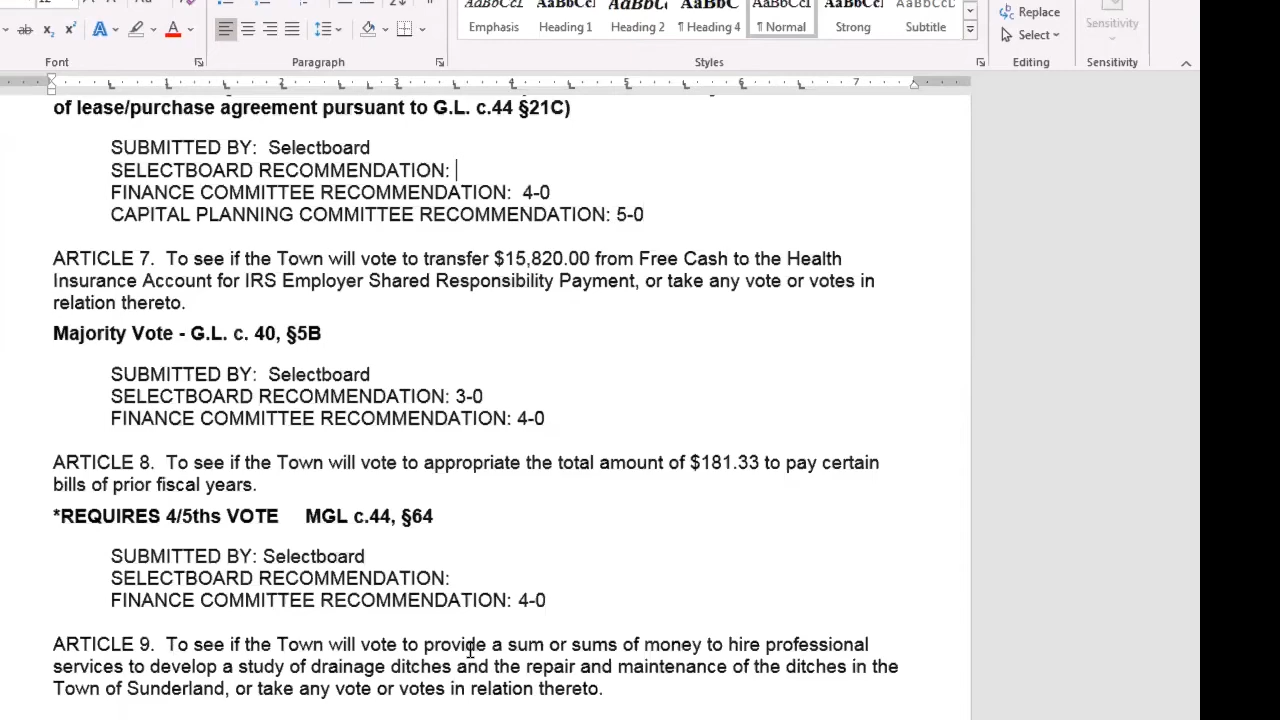 Replace
Select
Sensitivity
Emphasis Heading 1 Heading 2 ¶ Heading 4 ¶ Normal Strong Subtitle
Font Paragraph Styles Editing Sensitivity
1 2 3 4 5 6 7
of lease/purchase agreement pursuant to G.L. c.44 §21C)
SUBMITTED BY:  Selectboard
SELECTBOARD RECOMMENDATION:
FINANCE COMMITTEE RECOMMENDATION:  4-0
CAPITAL PLANNING COMMITTEE RECOMMENDATION: 5-0
ARTICLE 7.  To see if the Town will vote to transfer $15,820.00 from Free Cash to the Health
Insurance Account for IRS Employer Shared Responsibility Payment, or take any vote or votes in
relation thereto.
Majority Vote - G.L. c. 40, §5B
SUBMITTED BY:  Selectboard
SELECTBOARD RECOMMENDATION: 3-0
FINANCE COMMITTEE RECOMMENDATION: 4-0
ARTICLE 8.  To see if the Town will vote to appropriate the total amount of $181.33 to pay certain
bills of prior fiscal years.
*REQUIRES 4/5ths VOTE     MGL c.44, §64
SUBMITTED BY: Selectboard
SELECTBOARD RECOMMENDATION:
FINANCE COMMITTEE RECOMMENDATION: 4-0
ARTICLE 9.  To see if the Town will vote to provide a sum or sums of money to hire professional
services to develop a study of drainage ditches and the repair and maintenance of the ditches in the
Town of Sunderland, or take any vote or votes in relation thereto.